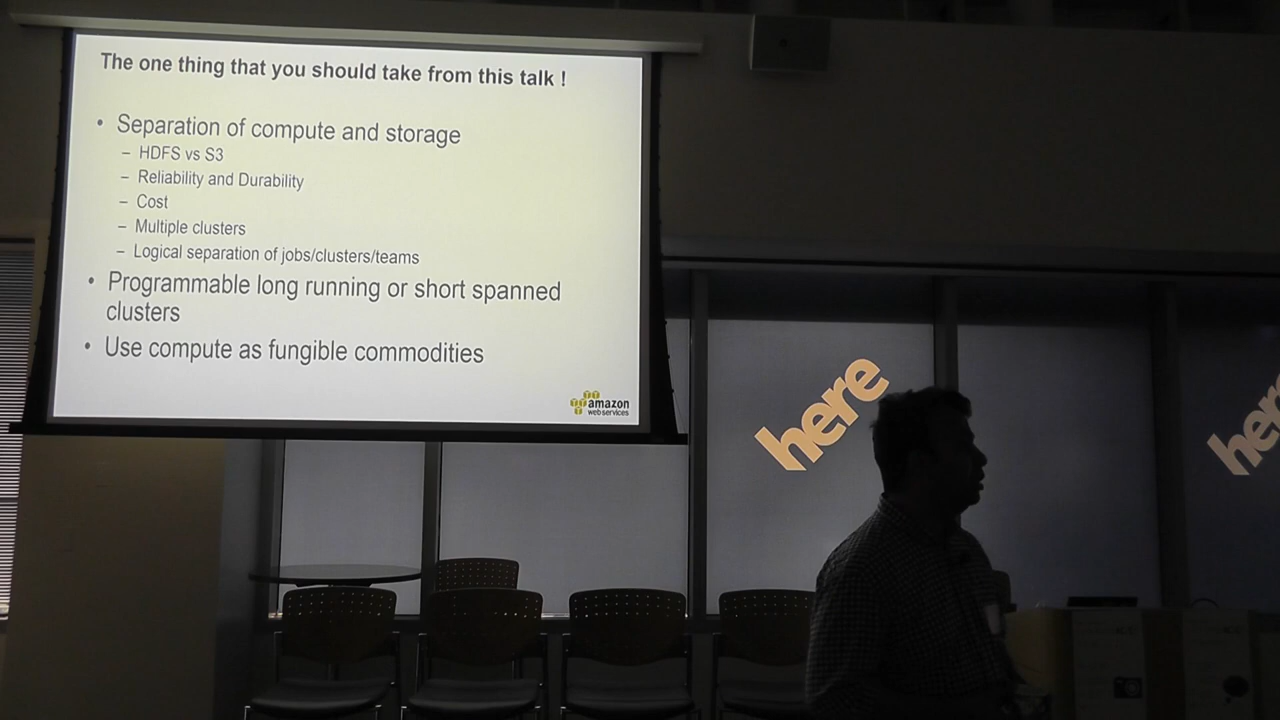 The one thing that you should take from this talk !
• Separation of compute and storage
– HDFS vs S3
– Reliability and Durability
– Cost
– Multiple clusters
– Logical separation of jobs/clusters/teams
• Programmable long running or short spanned
clusters
• Use compute as fungible commodities
amazon
webservices
here
here